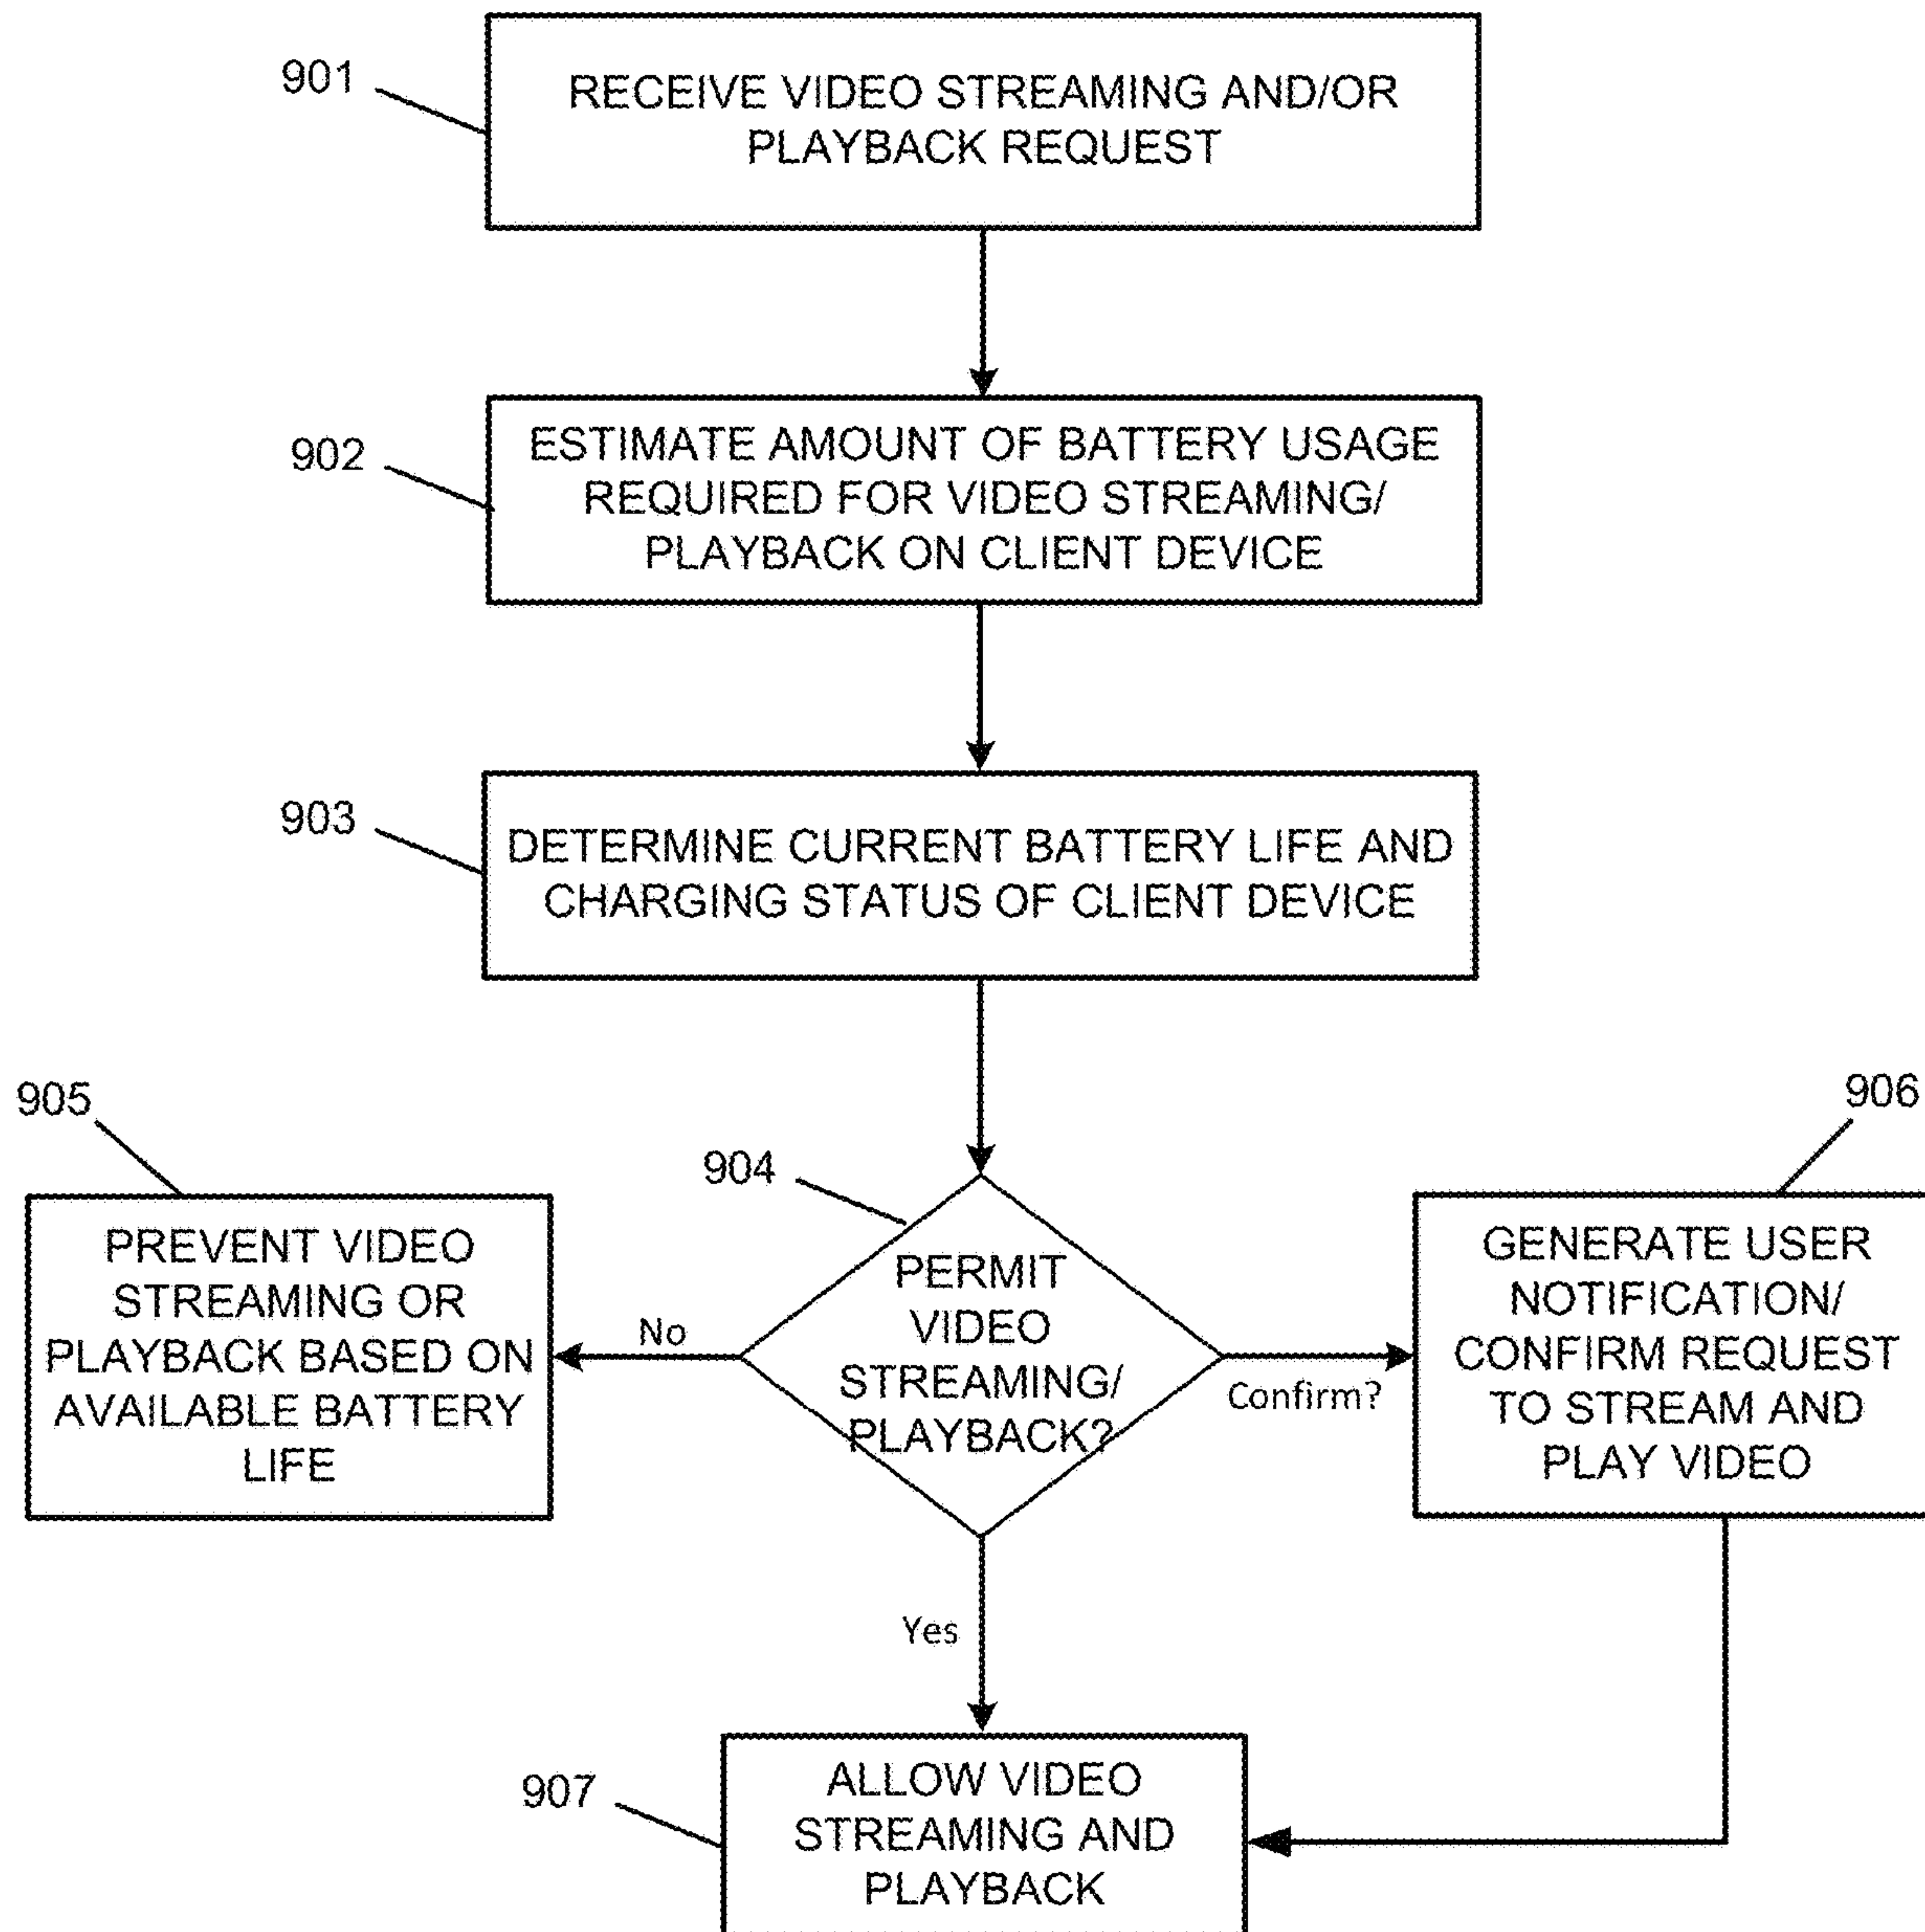 901
RECEIVE VIDEO STREAMING AND/OR
PLAYBACK REQUEST
902
ESTIMATE AMOUNT OF BATTERY USAGE
REQUIRED FOR VIDEO STREAMING/
PLAYBACK ON CLIENT DEVICE
903
DETERMINE CURRENT BATTERY LIFE AND
CHARGING STATUS OF CLIENT DEVICE
904
PERMIT
VIDEO
STREAMING/
PLAYBACK?
905
PREVENT VIDEO
STREAMING OR
PLAYBACK BASED ON
AVAILABLE BATTERY
LIFE
No
Confirm?
906
GENERATE USER
NOTIFICATION/
CONFIRM REQUEST
TO STREAM AND
PLAY VIDEO
Yes
907
ALLOW VIDEO
STREAMING AND
PLAYBACK